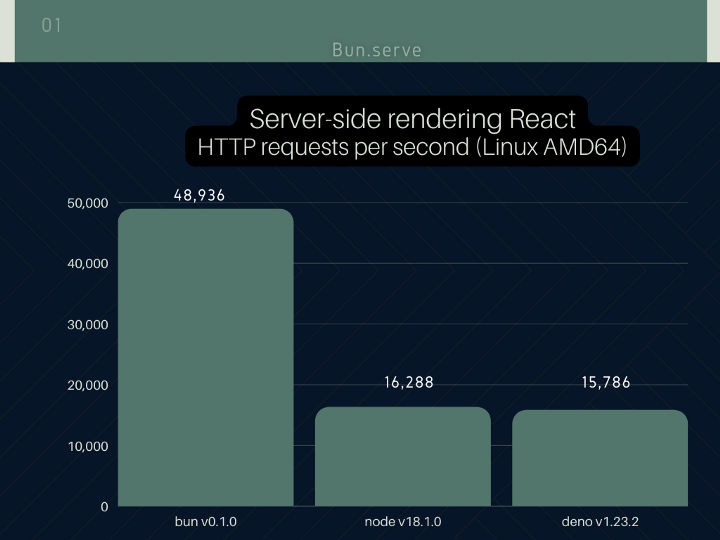 01
Bun.serve
Server-side rendering React
HTTP requests per second (Linux AMD64)
48,936
50,000
40,000
30,000
16,288
15,786
20,000
10,000
0
bun v0.1.0
node v18.1.0
deno v1.23.2